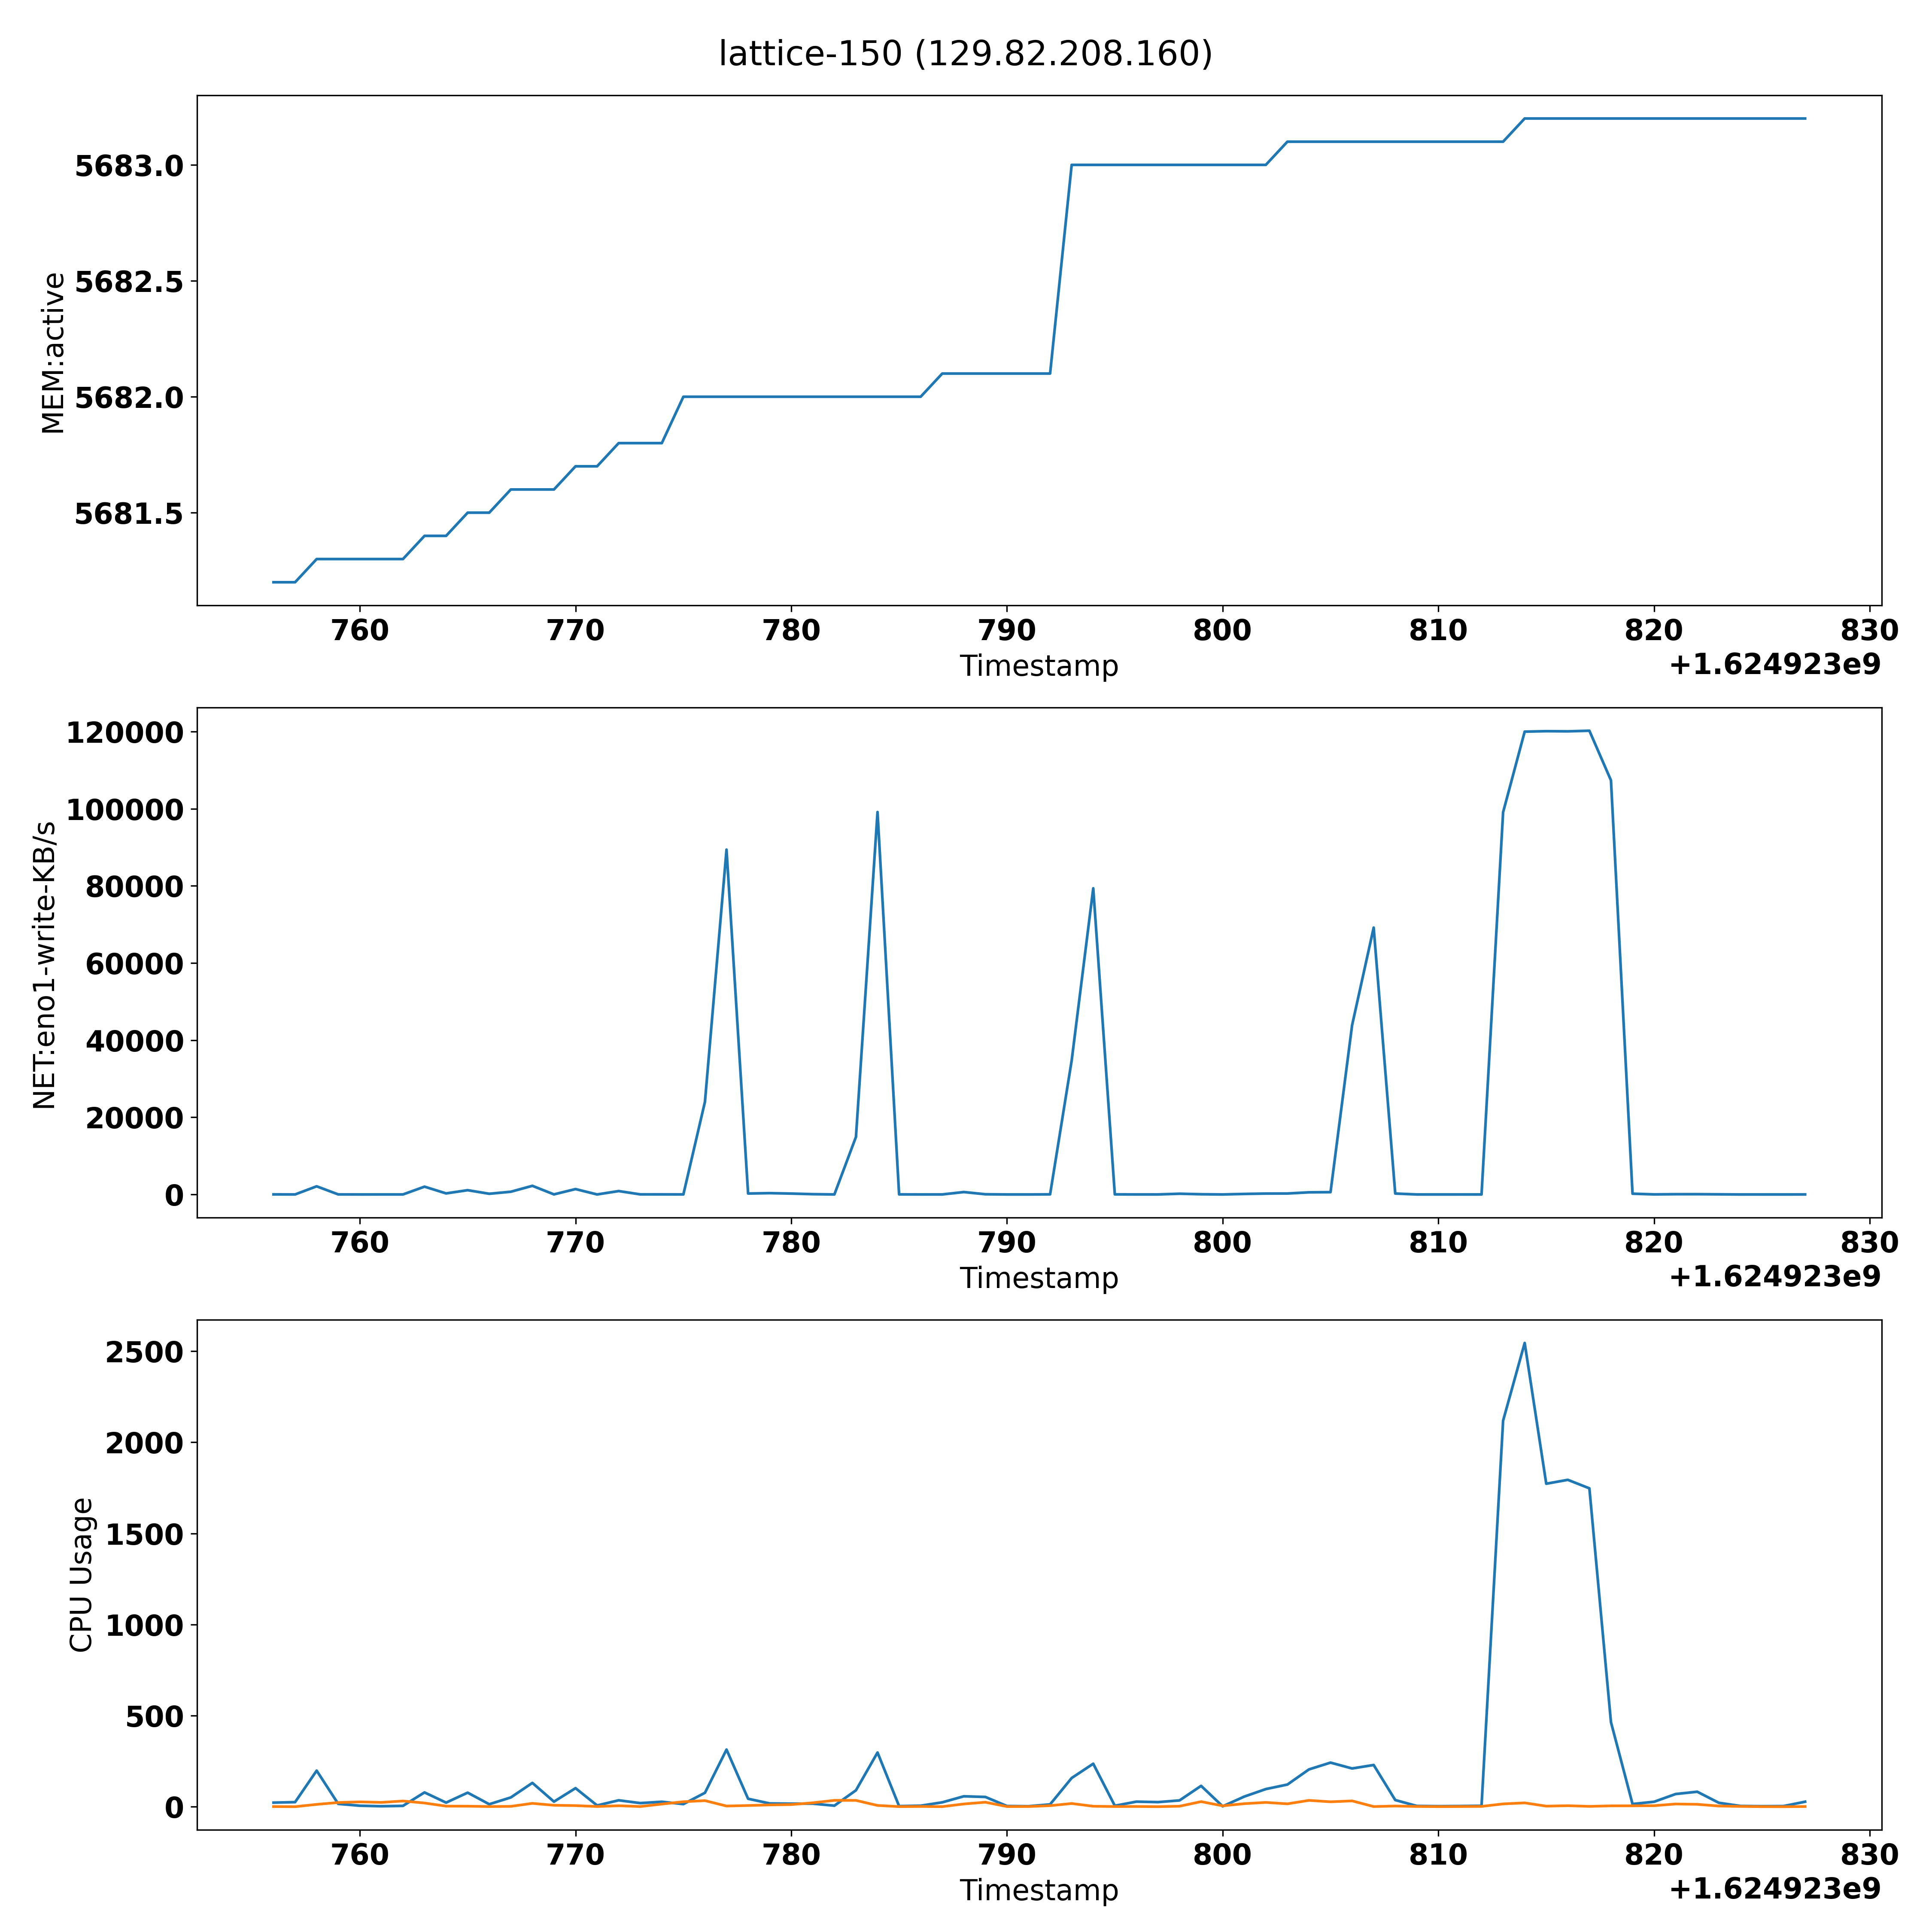 lattice-150 (129.82.208.160)
MEM:active
5683.0
5682.5
5682.0
5681.5
760 770 780 790 800 810 820 830
Timestamp
+1.624923e9
NET:eno1-write-KB/s
120000
100000
80000
60000
40000
20000
0
760 770 780 790 800 810 820 830
Timestamp
+1.624923e9
CPU Usage
2500
2000
1500
1000
500
0
760 770 780 790 800 810 820 830
Timestamp
+1.624923e9